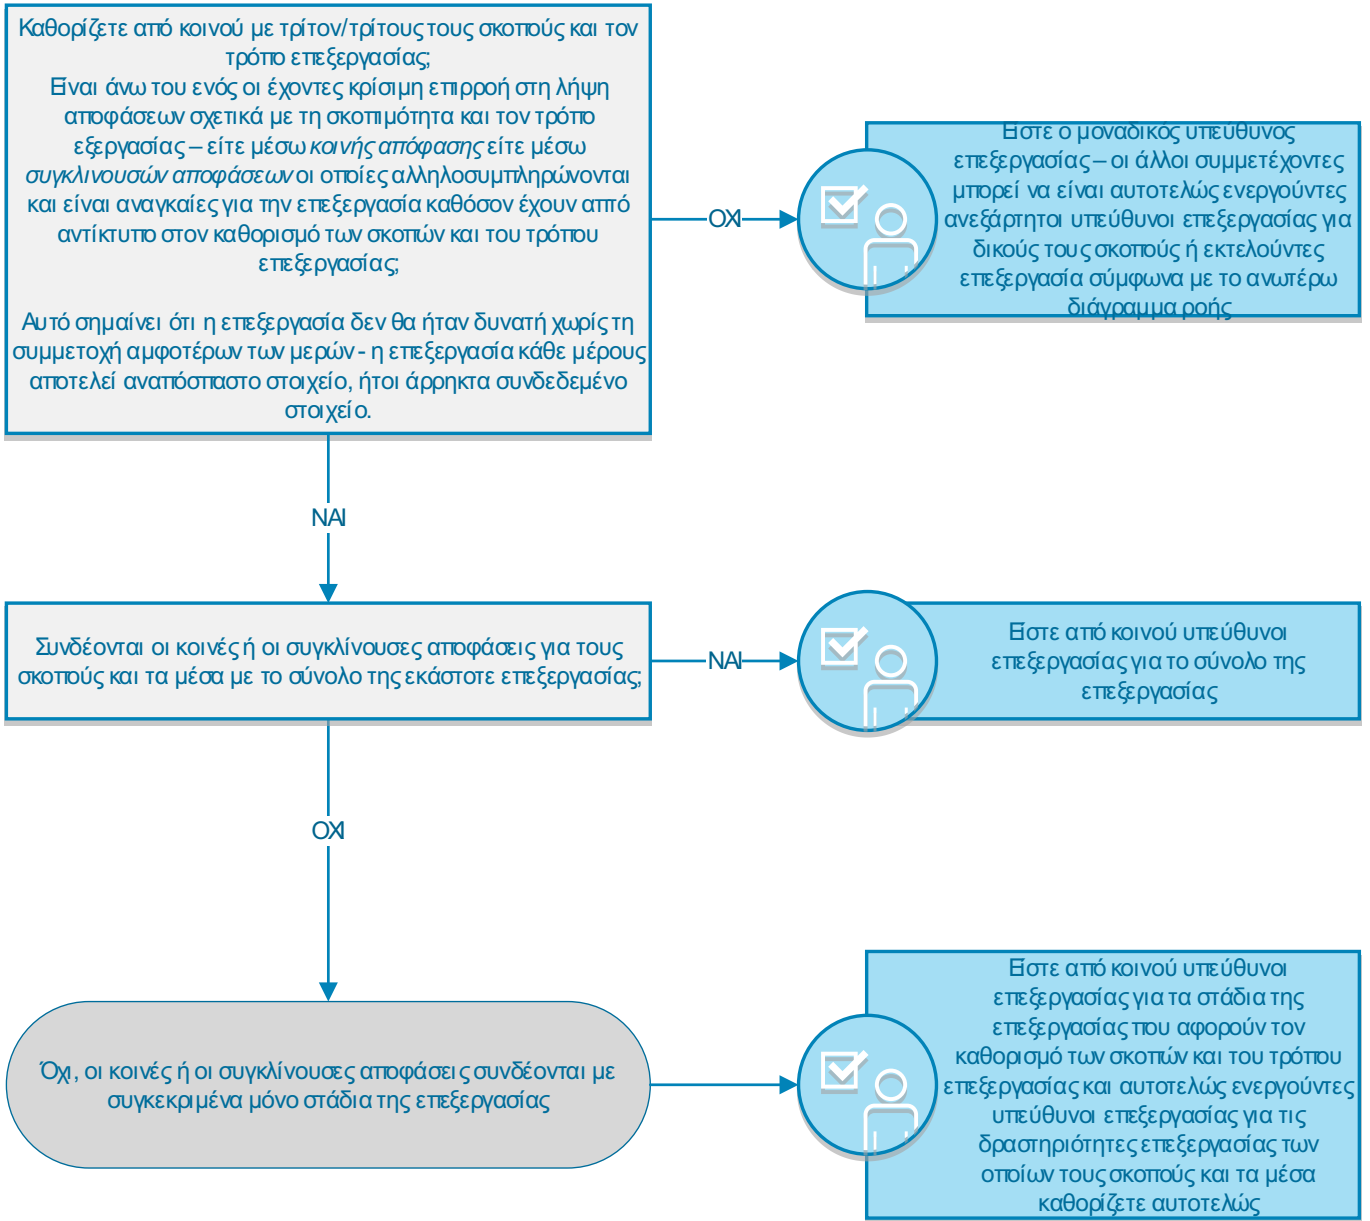 Καθορίζετε από κοινού με τρίτον/τρίτους τους σκοπούς και τον
τρόπο επεξεργασίας;
Είναι άνω του ενός οι έχοντες κρίσιμη επιρροή στη λήψη
αποφάσεων σχετικά με τη σκοπιμότητα και τον τρόπο
εξεργασίας – είτε μέσω κοινής απόφασης είτε μέσω
συγκλινουσών αποφάσεων οι οποίες αλληλοσυμπληρώνονται
και είναι αναγκαίες για την επεξεργασία καθόσον έχουν απτό
αντίκτυπο στον καθορισμό των σκοπών και του τρόπου
επεξεργασίας;
Αυτό σημαίνει ότι η επεξεργασία δεν θα ήταν δυνατή χωρίς τη
συμμετοχή αμφοτέρων των μερών - η επεξεργασία κάθε μέρους
αποτελεί αναπόσπαστο στοιχείο, ήτοι άρρηκτα συνδεδεμένο
στοιχείο.
ΟΧΙ
Είστε ο μοναδικός υπεύθυνος
επεξεργασίας – οι άλλοι συμμετέχοντες
μπορεί να είναι αυτοτελώς ενεργούντες
ανεξάρτητοι υπεύθυνοι επεξεργασίας για
δικούς τους σκοπούς ή εκτελούντες
επεξεργασία σύμφωνα με το ανωτέρω
διάγραμμα ροής
ΝΑΙ
Συνδέονται οι κοινές ή οι συγκλίνουσες αποφάσεις για τους
σκοπούς και τα μέσα με το σύνολο της εκάστοτε επεξεργασίας;
ΝΑΙ
Είστε από κοινού υπεύθυνοι
επεξεργασίας για το σύνολο της
επεξεργασίας
ΟΧΙ
Όχι, οι κοινές ή οι συγκλίνουσες αποφάσεις συνδέονται με
συγκεκριμένα μόνο στάδια της επεξεργασίας
Είστε από κοινού υπεύθυνοι
επεξεργασίας για τα στάδια της
επεξεργασίας που αφορούν τον
καθορισμό των σκοπών και του τρόπου
επεξεργασίας και αυτοτελώς ενεργούντες
υπεύθυνοι επεξεργασίας για τις
δραστηριότητες επεξεργασίας των
οποίων τους σκοπούς και τα μέσα
καθορίζετε αυτοτελώς